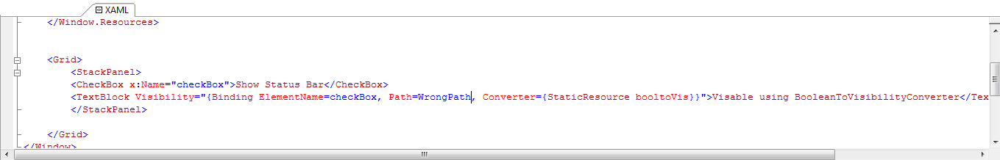 XAML
</Window.Resources>
<Grid>
<StackPanel>
<CheckBox x:Name="checkBox">Show Status Bar</CheckBox>
<TextBlock Visibility="{Binding ElementName=checkBox, Path=WrongPath, Converter={StaticResource booltoVis}}">Visable using BooleanToVisibilityConverter</Tex
</StackPanel>
</Grid>
</Window>